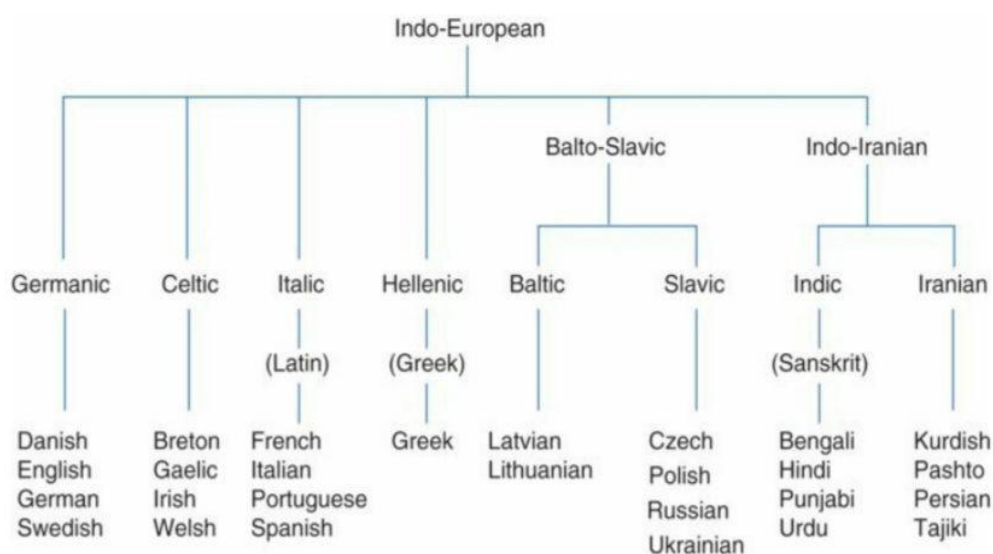 Indo-European
Balto-Slavic Indo-Iranian
Germanic Celtic Italic Hellenic Baltic Slavic Indic Iranian
(Latin) (Greek) (Sanskrit)
Danish Breton French Greek Latvian Czech Bengali Kurdish
English Gaelic Italian Lithuanian Polish Hindi Pashto
German Irish Portuguese Russian Punjabi Persian
Swedish Welsh Spanish Ukrainian Urdu Tajiki